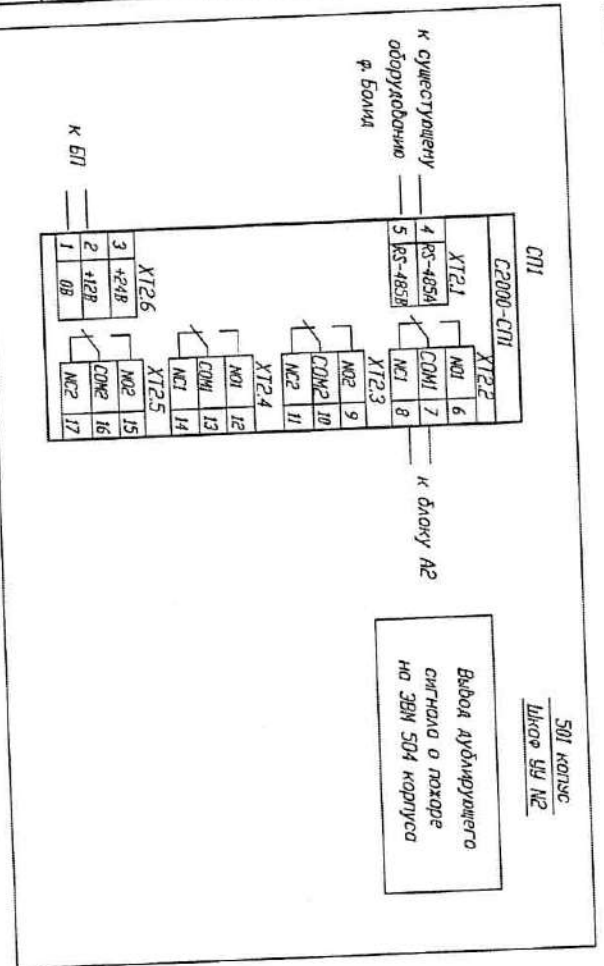 501 копус
Шкаф УУ N2
СП1
С2000-СП1
XT2.1
4 RS-485A
5 RS-485B
к сушестующему
оборудованию
ф. Болид
XT2.2
NO1 6
COM1 7
NC1 8
к блоку А2
XT2.3
NO2 9
COM2 10
NC2 11
XT2.4
NO1 12
COM1 13
NC1 14
XT2.5
NO2 15
COM2 16
NC2 17
XT2.6
3 +24В
2 +12В
1 0В
к БП
Вывод дублирующего
сигнала о пожаре
на ЭВМ 504 корпуса